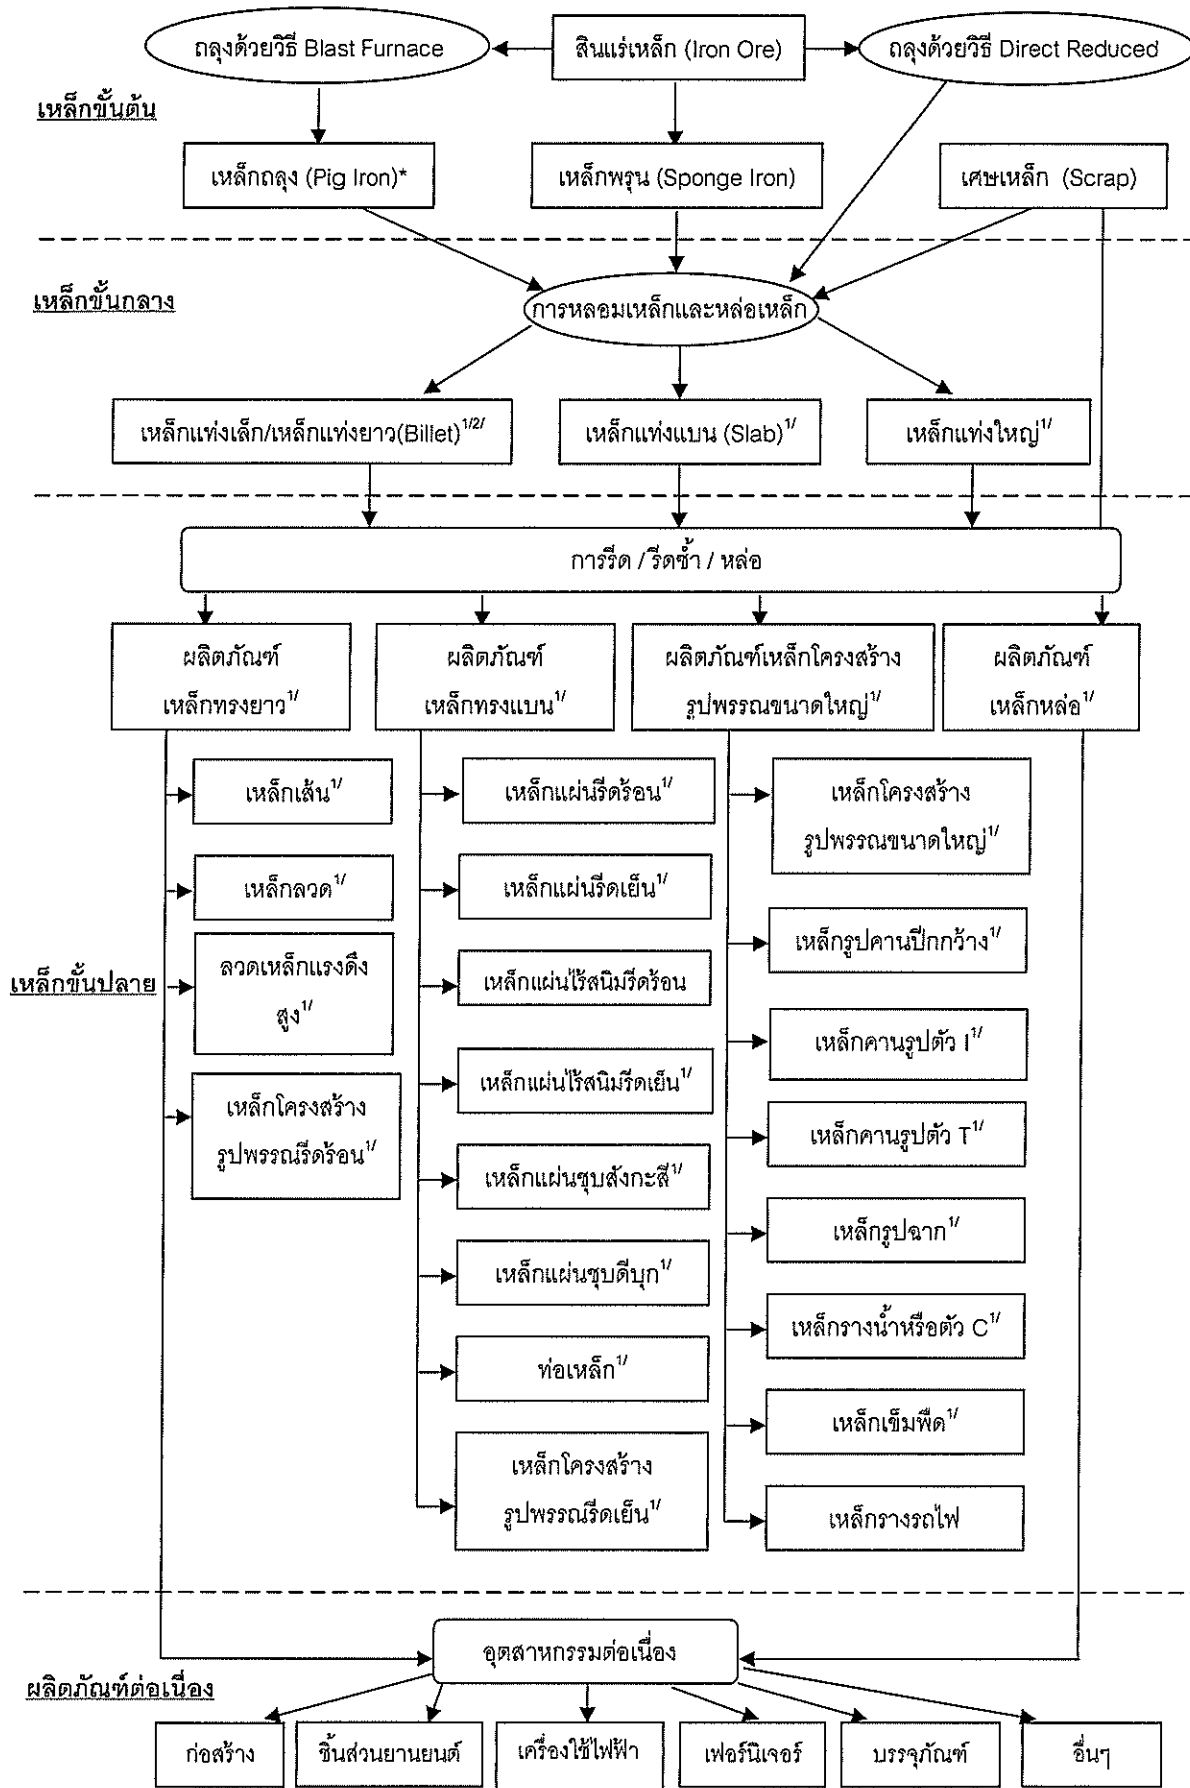 ถลุงด้วยวิธี Blast Furnace
สินแร่เหล็ก (Iron Ore)
ถลุงด้วยวิธี Direct Reduced
เหล็กขั้นต้น
เหล็กถลุง (Pig Iron)*
เหล็กพรุน (Sponge Iron)
เศษเหล็ก (Scrap)
เหล็กขั้นกลาง
การหลอมเหล็กและหล่อเหล็ก
เหล็กแท่งเล็ก/เหล็กแท่งยาว(Billet)1/2/
เหล็กแท่งแบน (Slab)1/
เหล็กแท่งใหญ่1/
การรีด / รีดซ้ำ / หล่อ
ผลิตภัณฑ์
เหล็กทรงยาว1/
ผลิตภัณฑ์
เหล็กทรงแบน1/
ผลิตภัณฑ์เหล็กโครงสร้าง
รูปพรรณขนาดใหญ่1/
ผลิตภัณฑ์
เหล็กหล่อ1/
เหล็กขั้นปลาย
เหล็กเส้น1/
เหล็กลวด1/
ลวดเหล็กแรงดึง
สูง1/
เหล็กโครงสร้าง
รูปพรรณรีดร้อน1/
เหล็กแผ่นรีดร้อน1/
เหล็กแผ่นรีดเย็น1/
เหล็กแผ่นไร้สนิมรีดร้อน
เหล็กแผ่นไร้สนิมรีดเย็น1/
เหล็กแผ่นชุบสังกะสี1/
เหล็กแผ่นชุบดีบุก1/
ท่อเหล็ก1/
เหล็กโครงสร้าง
รูปพรรณรีดเย็น1/
เหล็กโครงสร้าง
รูปพรรณขนาดใหญ่1/
เหล็กรูปคานปีกกว้าง1/
เหล็กคานรูปตัว I1/
เหล็กคานรูปตัว T1/
เหล็กรูปฉาก1/
เหล็กรางน้ำหรือตัว C1/
เหล็กเข็มพืด1/
เหล็กรางรถไฟ
อุตสาหกรรมต่อเนื่อง
ผลิตภัณฑ์ต่อเนื่อง
ก่อสร้าง
ชิ้นส่วนยานยนต์
เครื่องใช้ไฟฟ้า
เฟอร์นิเจอร์
บรรจุภัณฑ์
อื่นๆ